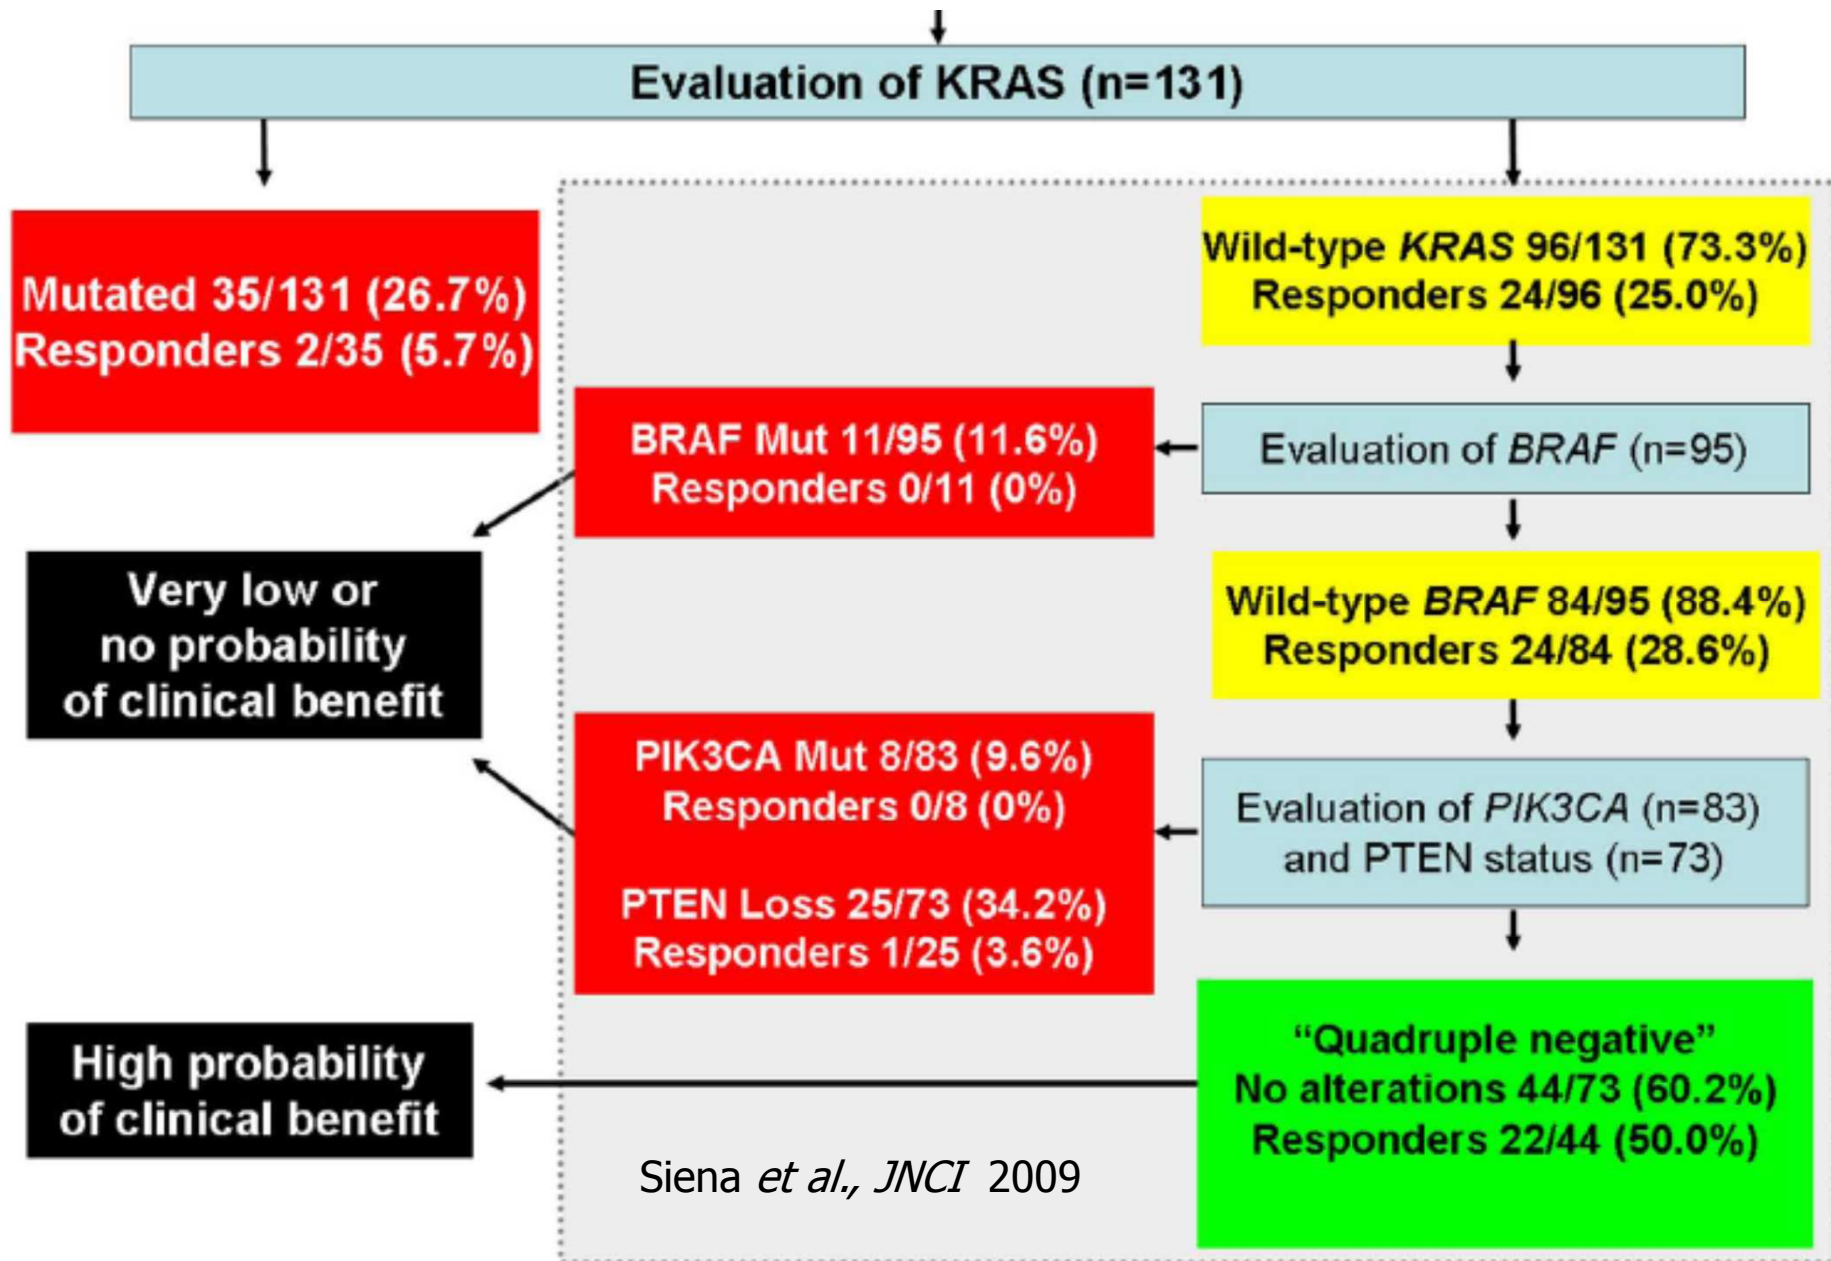 Evaluation of KRAS (n=131)
Mutated 35/131 (26.7%)
Responders 2/35 (5.7%)
Wild-type KRAS 96/131 (73.3%)
Responders 24/96 (25.0%)
Evaluation of BRAF (n=95)
BRAF Mut 11/95 (11.6%)
Responders 0/11 (0%)
Very low or
no probability
of clinical benefit
Wild-type BRAF 84/95 (88.4%)
Responders 24/84 (28.6%)
Evaluation of PIK3CA (n=83)
and PTEN status (n=73)
PIK3CA Mut 8/83 (9.6%)
Responders 0/8 (0%)
PTEN Loss 25/73 (34.2%)
Responders 1/25 (3.6%)
"Quadruple negative"
No alterations 44/73 (60.2%)
Responders 22/44 (50.0%)
High probability
of clinical benefit
Siena et al., JNCI 2009